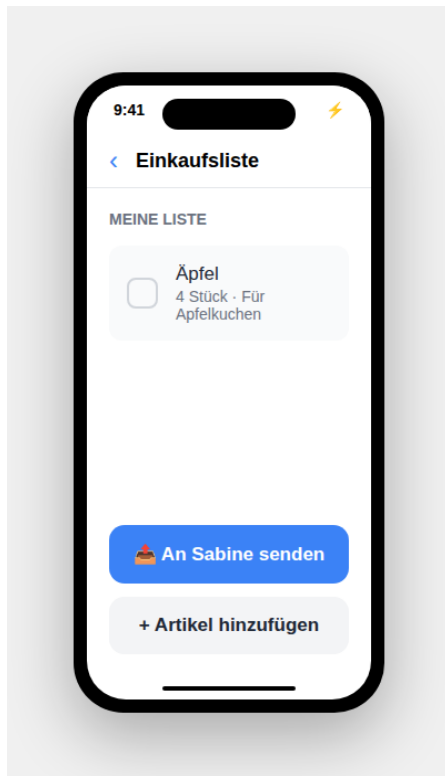 9:41
Einkaufsliste
MEINE LISTE
Äpfel
4 Stück · Für
Apfelkuchen
An Sabine senden
+ Artikel hinzufügen